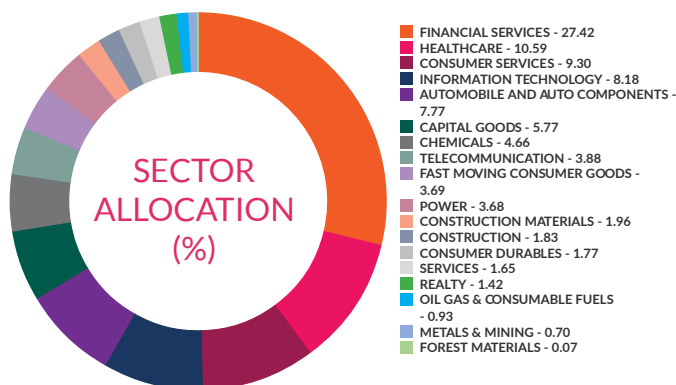 SECTOR
ALLOCATION
(%)
FINANCIAL SERVICES - 27.42
HEALTHCARE - 10.59
CONSUMER SERVICES - 9.30
INFORMATION TECHNOLOGY - 8.18
AUTOMOBILE AND AUTO COMPONENTS -
7.77
CAPITAL GOODS - 5.77
CHEMICALS - 4.66
TELECOMMUNICATION - 3.88
FAST MOVING CONSUMER GOODS -
3.69
POWER - 3.68
CONSTRUCTION MATERIALS - 1.96
CONSTRUCTION - 1.83
CONSUMER DURABLES - 1.77
SERVICES - 1.65
REALTY - 1.42
OIL GAS & CONSUMABLE FUELS
- 0.93
METALS & MINING - 0.70
FOREST MATERIALS - 0.07